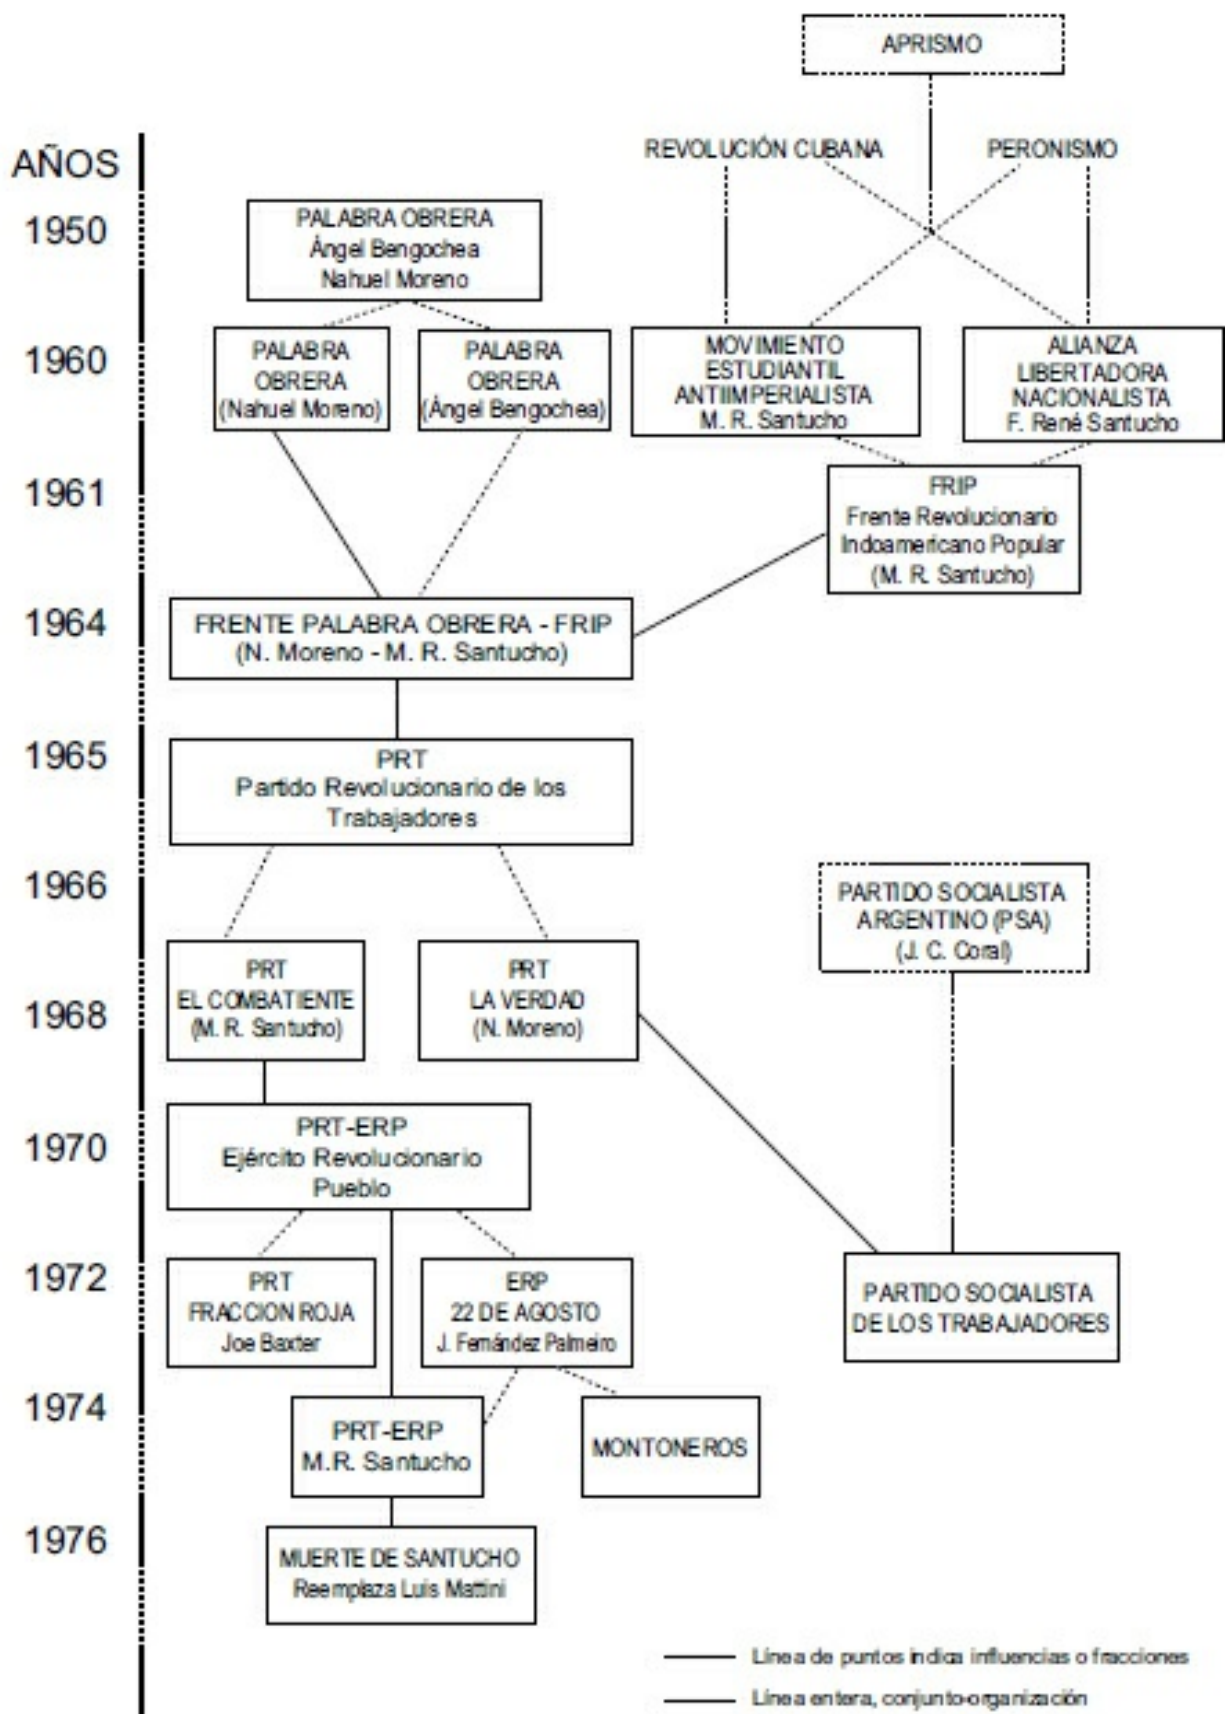 APRISMO
REVOLUCIÓN CUBANA
PERONISMO
AÑOS
1950
PALABRA OBRERA
Ángel Bengochea
Nahuel Moreno
1960
PALABRA
OBRERA
(Nahuel Moreno)
PALABRA
OBRERA
(Ángel Bengochea)
MOVIMIENTO
ESTUDIANTIL
ANTIIMPERIALISTA
M. R. Santucho
ALIANZA
LIBERTADORA
NACIONALISTA
F. René Santucho
1961
FRIP
Frente Revolucionario
Indoamericano Popular
(M. R. Santucho)
1964
FRENTE PALABRA OBRERA - FRIP
(N. Moreno - M. R. Santucho)
1965
PRT
Partido Revolucionario de los
Trabajadores
1966
PARTIDO SOCIALISTA
ARGENTINO (PSA)
(J. C. Coral)
1968
PRT
EL COMBATIENTE
(M. R. Santucho)
PRT
LA VERDAD
(N. Moreno)
1970
PRT-ERP
Ejército Revolucionario
Pueblo
1972
PRT
FRACCION ROJA
Joe Baxter
ERP
22 DE AGOSTO
J. Fernández Palmeiro
PARTIDO SOCIALISTA
DE LOS TRABAJADORES
1974
PRT-ERP
M.R. Santucho
MONTONEROS
1976
MUERTE DE SANTUCHO
Reemplaza Luis Mattini
Línea de puntos indica influencias o fracciones
Línea entera, conjunto-organización